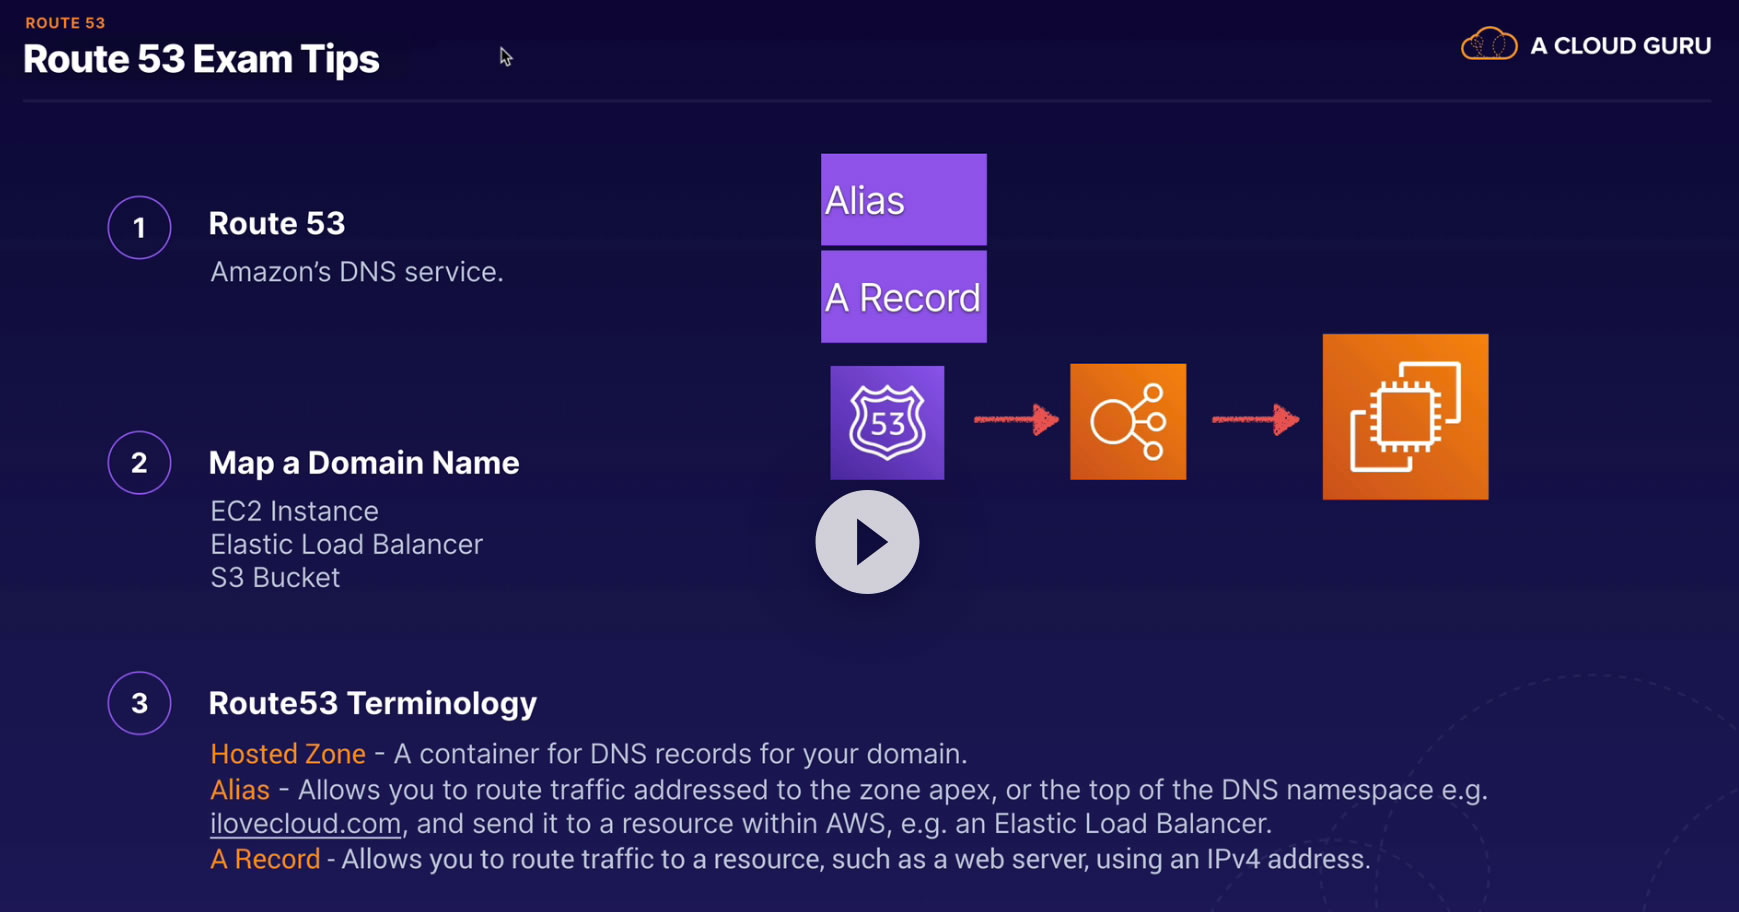 ROUTE 53
Route 53 Exam Tips
A CLOUD GURU
1
Route 53
Amazon's DNS service.
Alias
A Record
53
2
Map a Domain Name
EC2 Instance
Elastic Load Balancer
S3 Bucket
3
Route53 Terminology
Hosted Zone - A container for DNS records for your domain.
Alias - Allows you to route traffic addressed to the zone apex, or the top of the DNS namespace e.g.
ilovecloud.com, and send it to a resource within AWS, e.g. an Elastic Load Balancer.
A Record - Allows you to route traffic to a resource, such as a web server, using an IPv4 address.